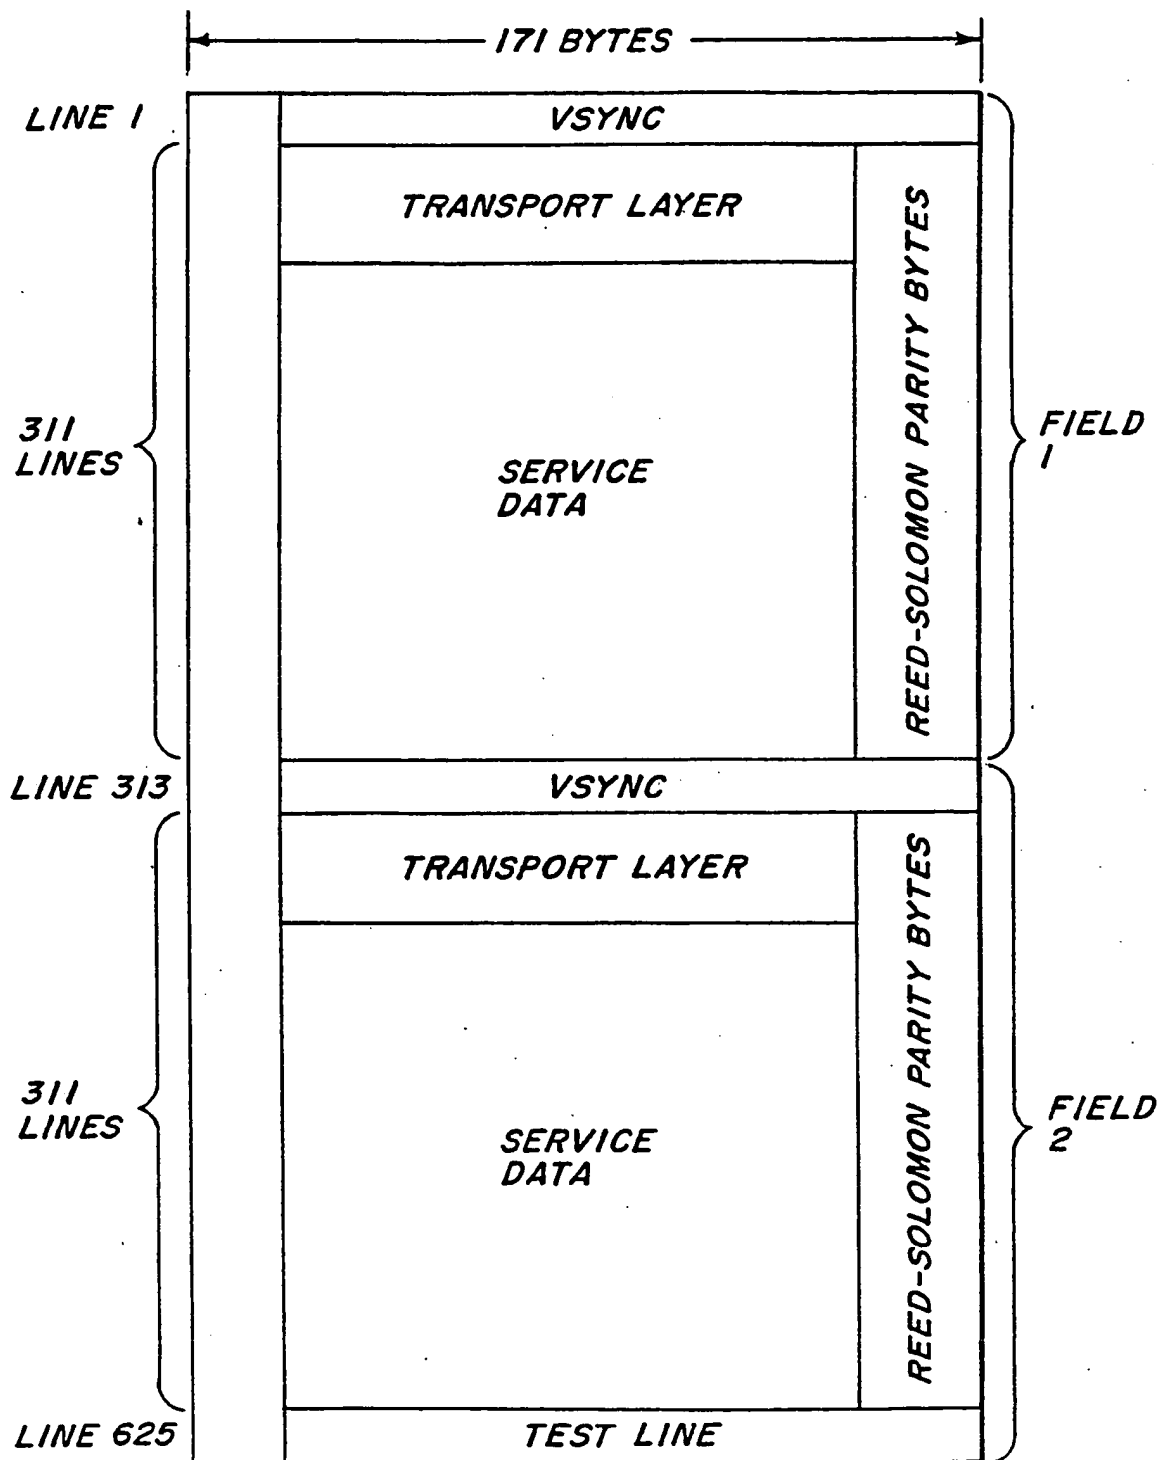 171 BYTES
LINE 1
VSYNC
TRANSPORT LAYER
REED-SOLOMON PARITY BYTES
311
LINES
SERVICE
DATA
FIELD
1
LINE 313
VSYNC
TRANSPORT LAYER
REED-SOLOMON PARITY BYTES
311
LINES
SERVICE
DATA
FIELD
2
LINE 625
TEST LINE